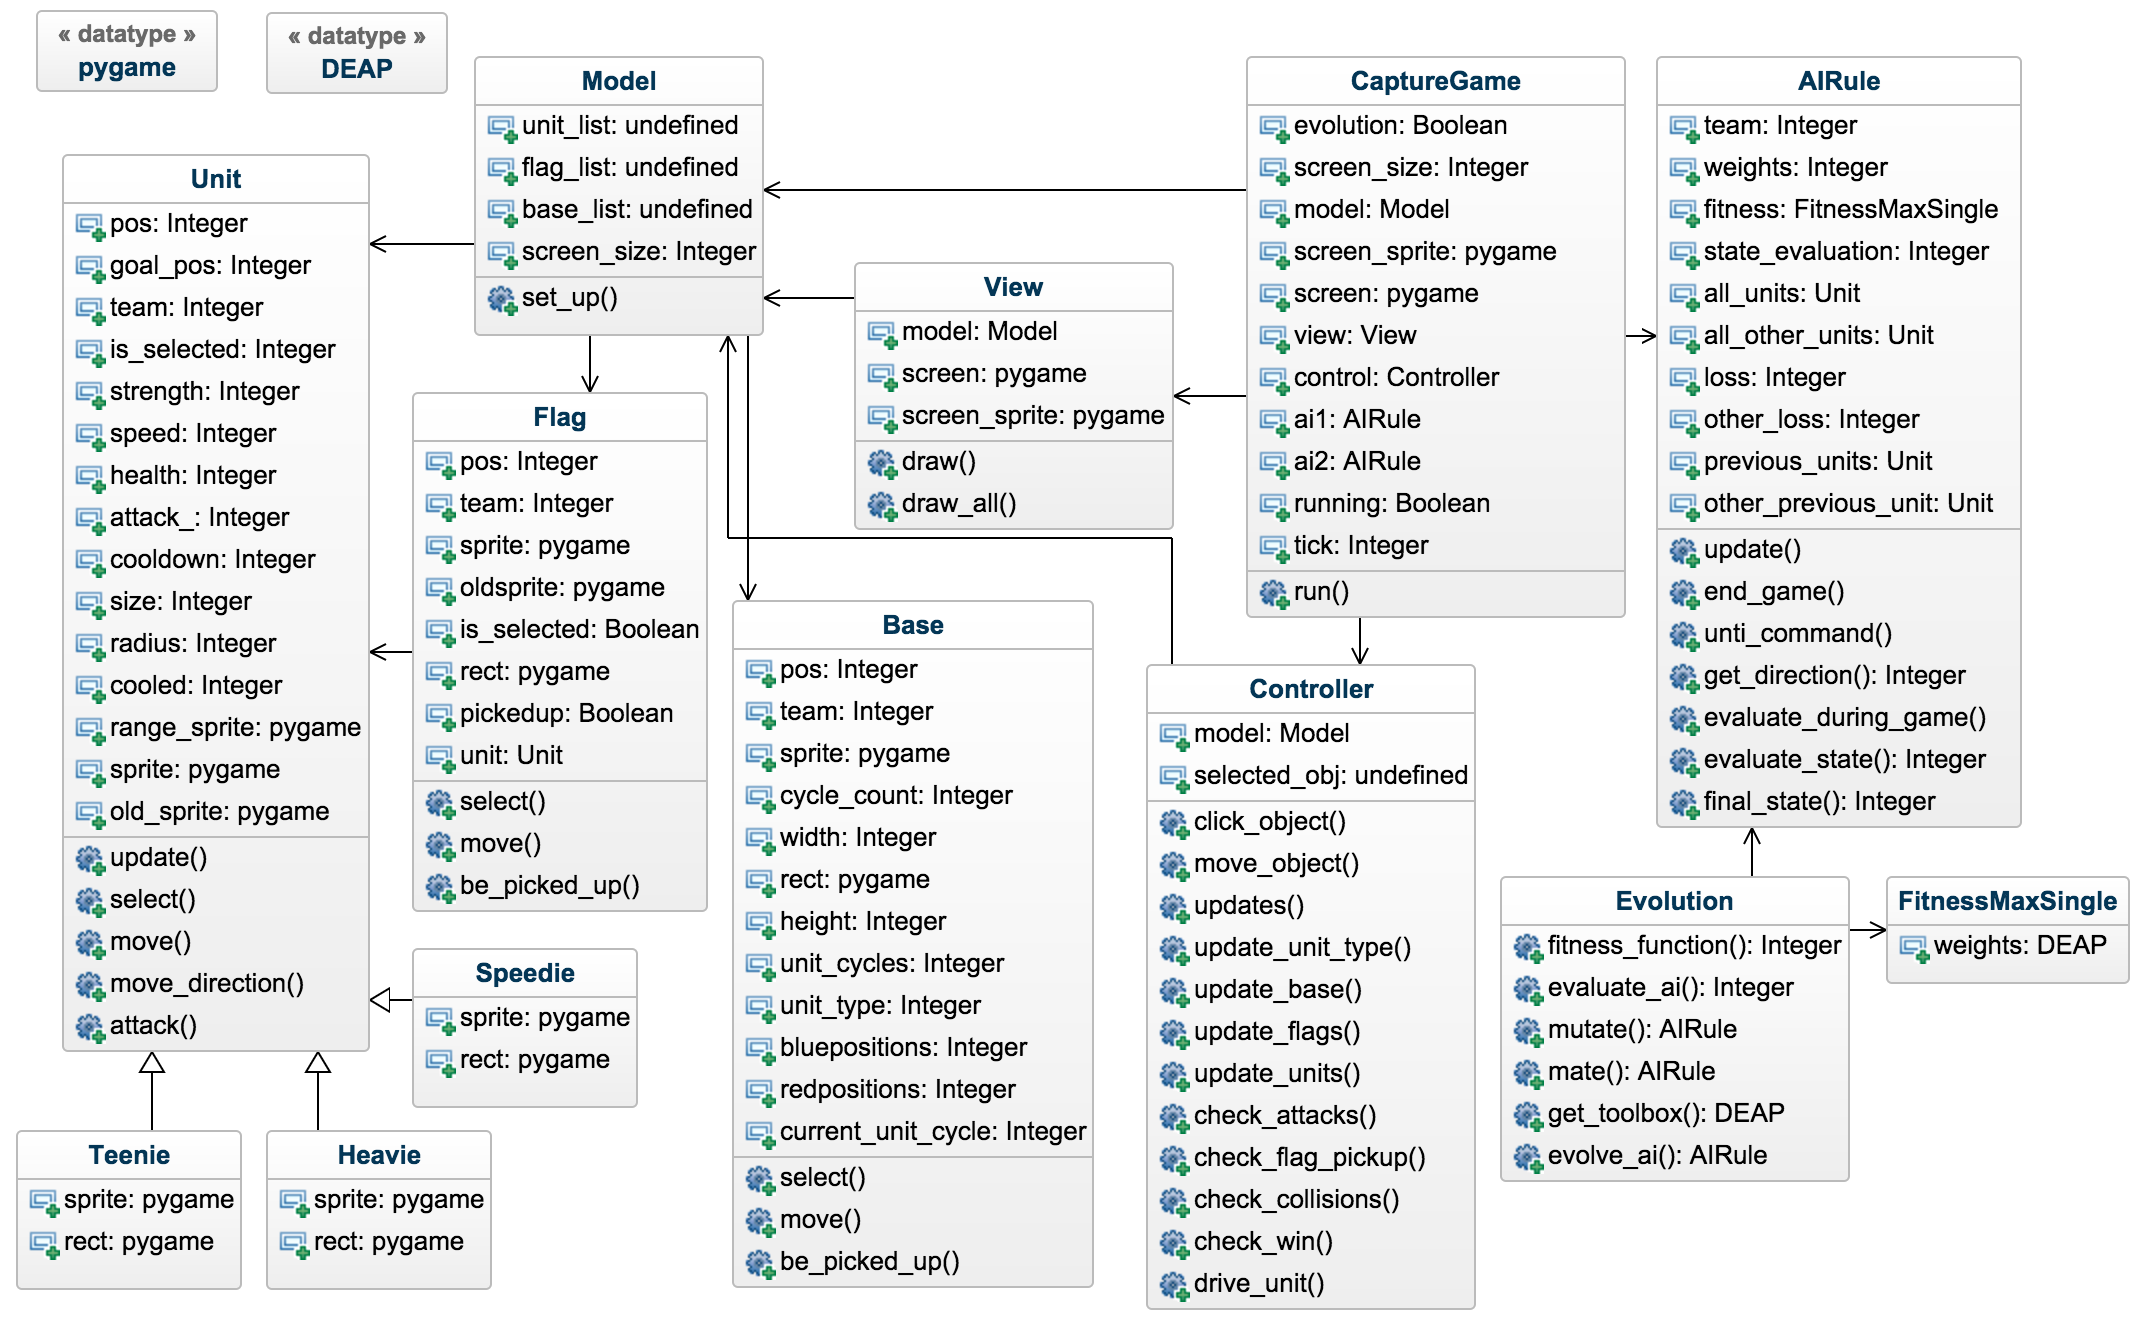 « datatype »
pygame
« datatype »
DEAP
Model
unit_list: undefined
flag_list: undefined
base_list: undefined
screen_size: Integer
set_up()
CaptureGame
evolution: Boolean
screen_size: Integer
model: Model
screen_sprite: pygame
screen: pygame
view: View
control: Controller
ai1: AIRule
ai2: AIRule
running: Boolean
tick: Integer
run()
AIRule
team: Integer
weights: Integer
fitness: FitnessMaxSingle
state_evaluation: Integer
all_units: Unit
all_other_units: Unit
loss: Integer
other_loss: Integer
previous_units: Unit
other_previous_unit: Unit
update()
end_game()
unti_command()
get_direction(): Integer
evaluate_during_game()
evaluate_state(): Integer
final_state(): Integer
Unit
pos: Integer
goal_pos: Integer
team: Integer
is_selected: Integer
strength: Integer
speed: Integer
health: Integer
attack_: Integer
cooldown: Integer
size: Integer
radius: Integer
cooled: Integer
range_sprite: pygame
sprite: pygame
old_sprite: pygame
update()
select()
move()
move_direction()
attack()
View
model: Model
screen: pygame
screen_sprite: pygame
draw()
draw_all()
Flag
pos: Integer
team: Integer
sprite: pygame
oldsprite: pygame
is_selected: Boolean
rect: pygame
pickedup: Boolean
unit: Unit
select()
move()
be_picked_up()
Base
pos: Integer
team: Integer
sprite: pygame
cycle_count: Integer
width: Integer
rect: pygame
height: Integer
unit_cycles: Integer
unit_type: Integer
bluepositions: Integer
redpositions: Integer
current_unit_cycle: Integer
select()
move()
be_picked_up()
Controller
model: Model
selected_obj: undefined
click_object()
move_object()
updates()
update_unit_type()
update_base()
update_flags()
update_units()
check_attacks()
check_flag_pickup()
check_collisions()
check_win()
drive_unit()
Evolution
fitness_function(): Integer
evaluate_ai(): Integer
mutate(): AIRule
mate(): AIRule
get_toolbox(): DEAP
evolve_ai(): AIRule
FitnessMaxSingle
weights: DEAP
Speedie
sprite: pygame
rect: pygame
Teenie
sprite: pygame
rect: pygame
Heavie
sprite: pygame
rect: pygame